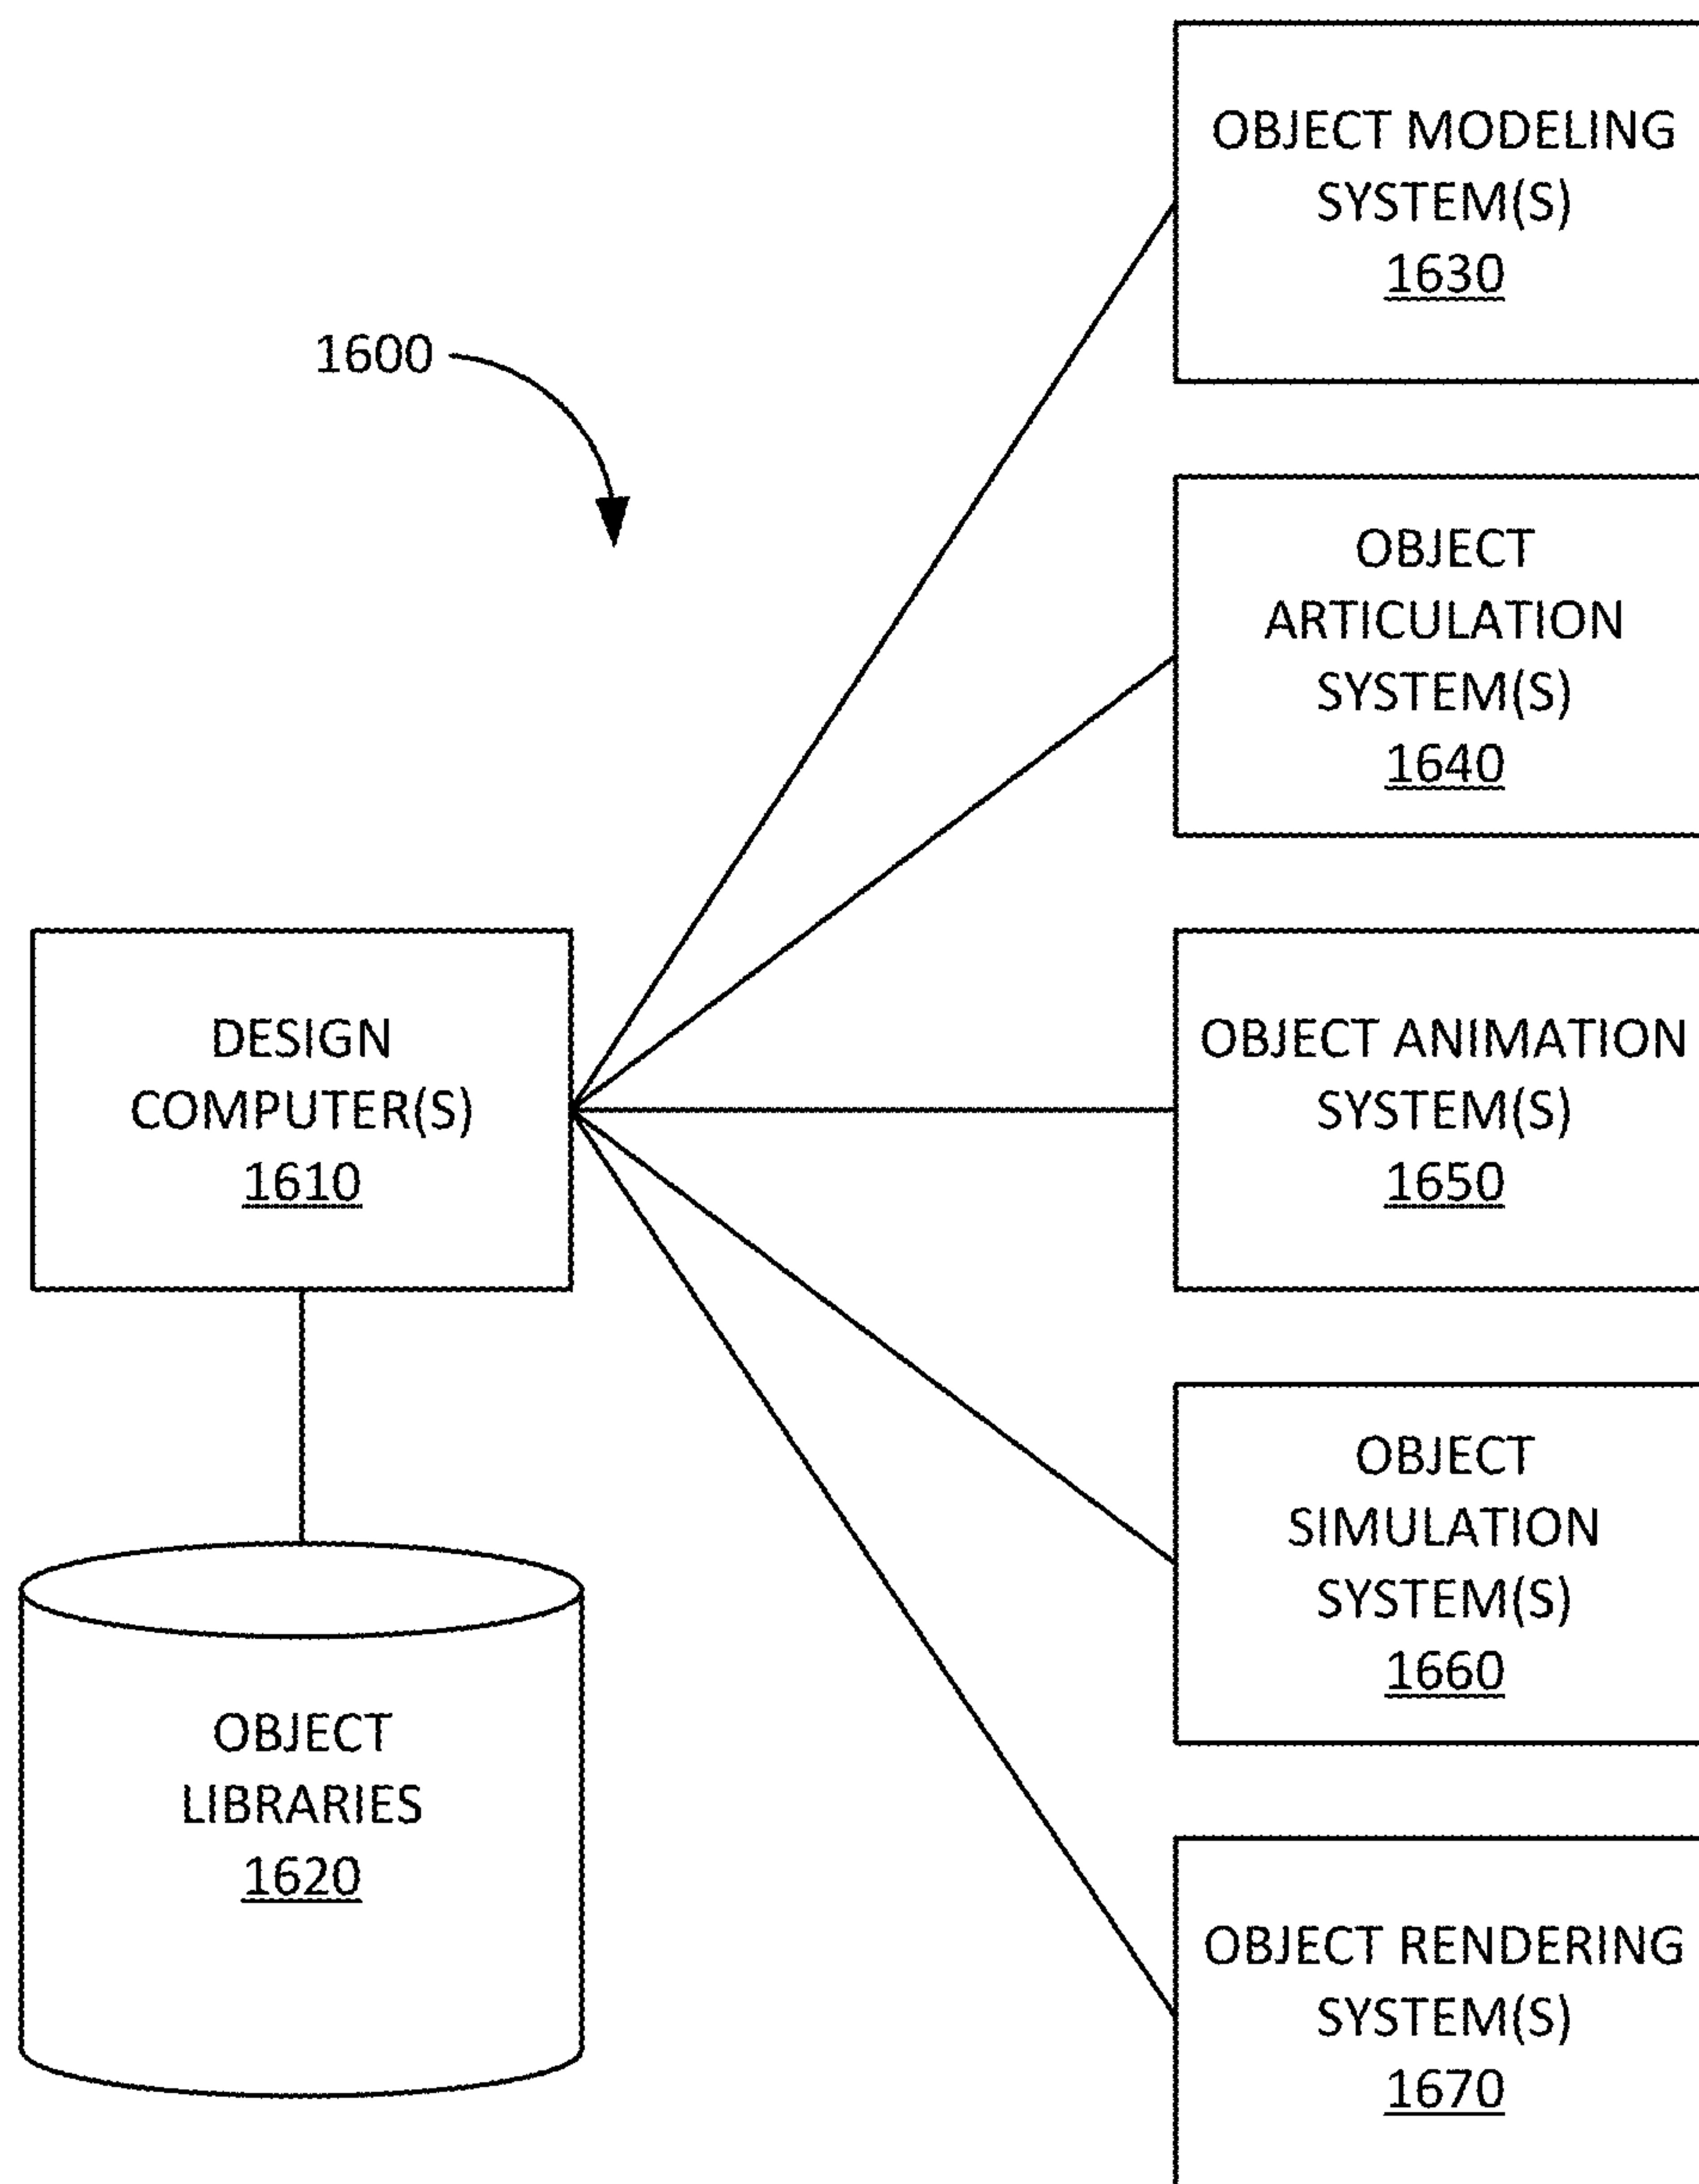 OBJECT MODELING
SYSTEM(S)
1630
1600
OBJECT
ARTICULATION
SYSTEM(S)
1640
DESIGN
COMPUTER(S)
1610
OBJECT ANIMATION
SYSTEM(S)
1650
OBJECT
SIMULATION
SYSTEM(S)
1660
OBJECT
LIBRARIES
1620
OBJECT RENDERING
SYSTEM(S)
1670